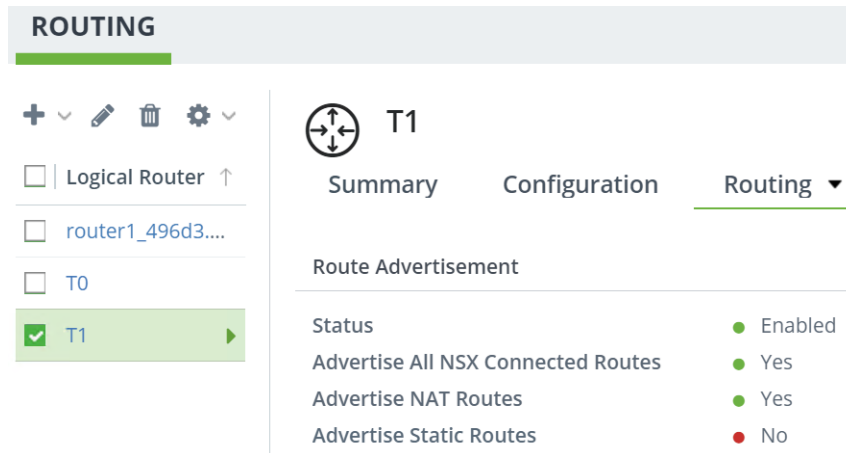 ROUTING
Logical Router ↑
router1_496d3....
T0
T1
T1
Summary Configuration Routing
Route Advertisement
Status Enabled
Advertise All NSX Connected Routes Yes
Advertise NAT Routes Yes
Advertise Static Routes No